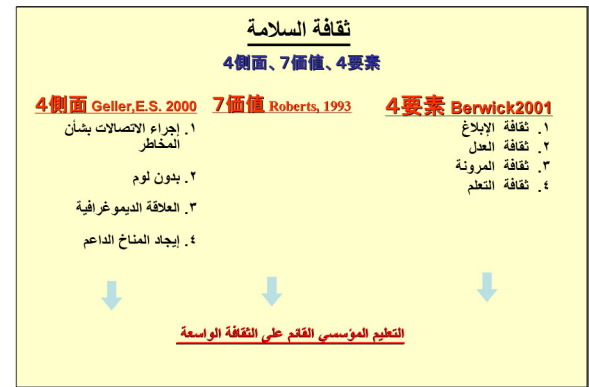 ثقافة السلامة
4側面、7価値、4要素
4側面 Geller,E.S. 2000
١. إجراء الاتصالات بشأن
المخاطر
٢. بدون لوم
٣. العلاقة الديموغرافية
٤. إيجاد المناخ الداعم
7価値 Roberts, 1993
4要素 Berwick2001
١. ثقافة الإبلاغ
٢. ثقافة العدل
٣. ثقافة المرونة
٤. ثقافة التعلم
التعليم المؤسسي القائم على الثقافة الواسعة